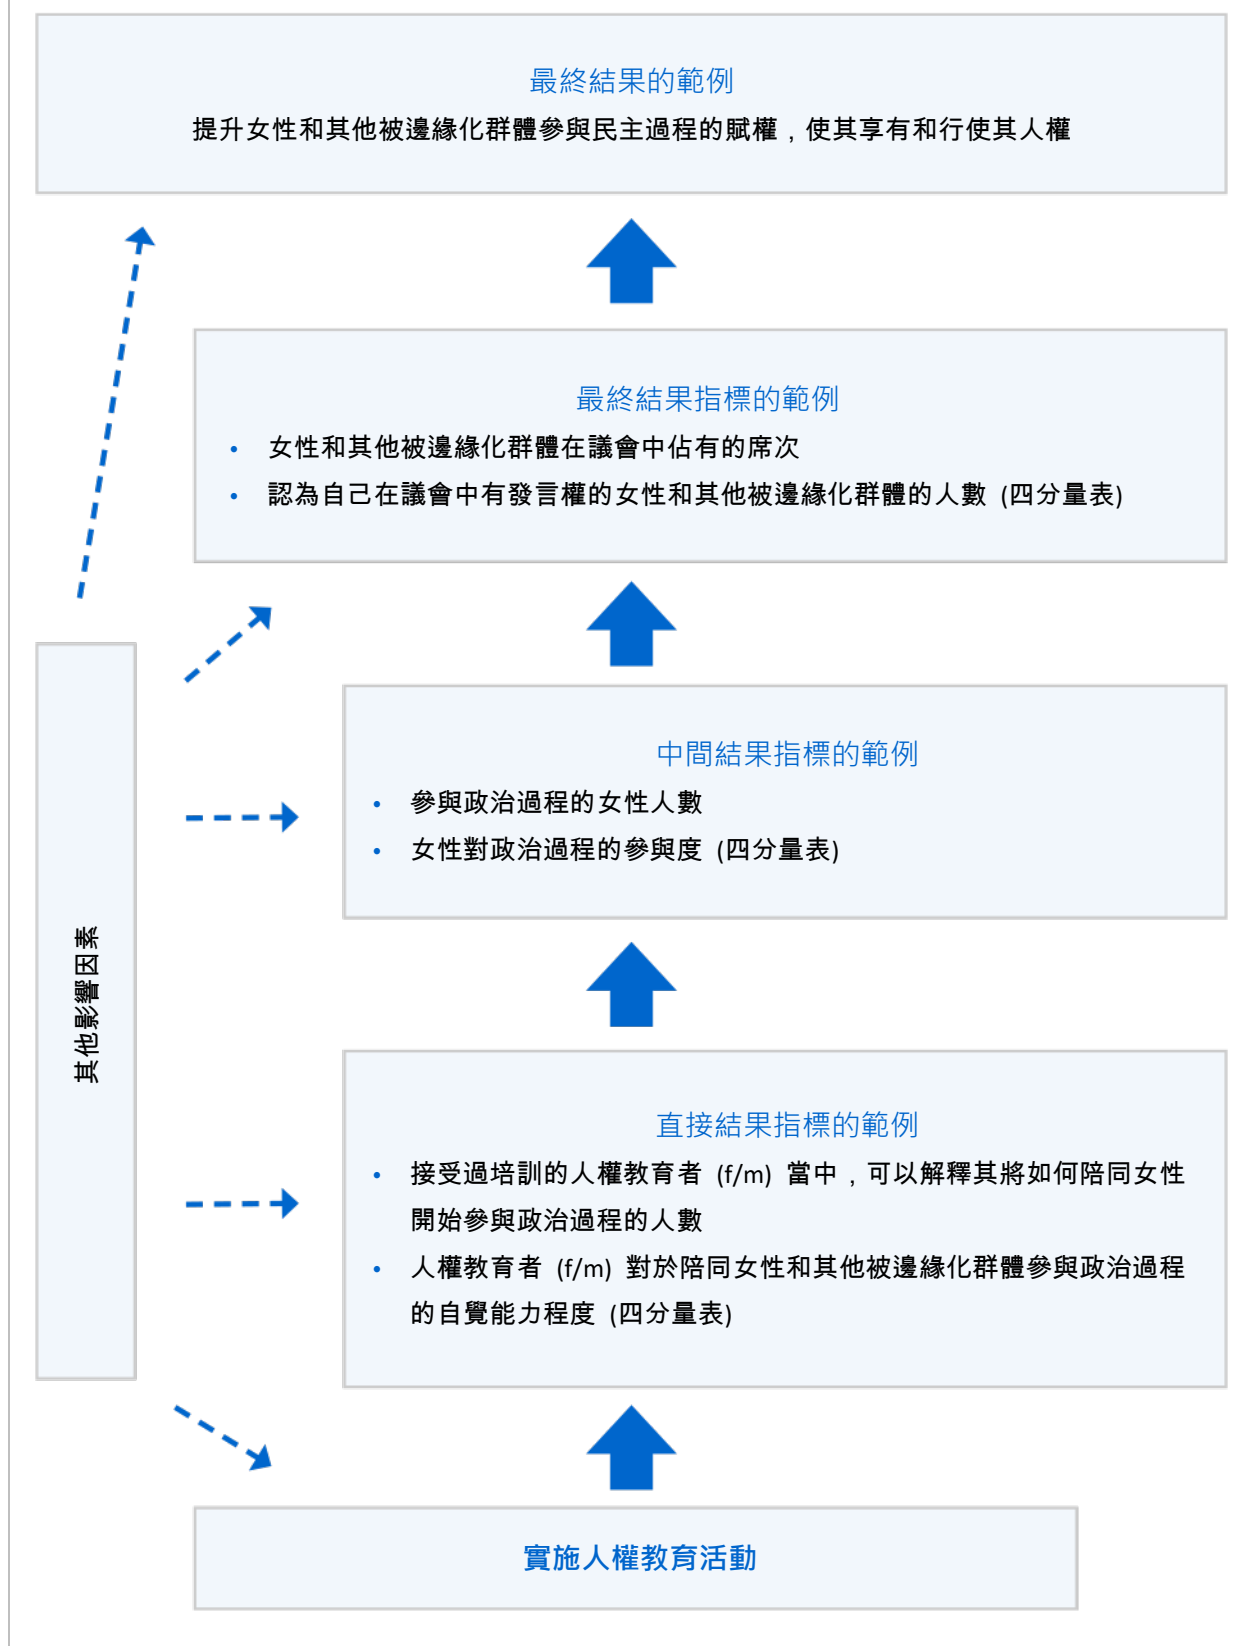 最終結果的範例
提升女性和其他被邊緣化群體參與民主過程的賦權，使其享有和行使其人權
最終結果指標的範例
• 女性和其他被邊緣化群體在議會中佔有的席次
• 認為自己在議會中有發言權的女性和其他被邊緣化群體的人數 (四分量表)
中間結果指標的範例
• 參與政治過程的女性人數
• 女性對政治過程的參與度 (四分量表)
其他影響因素
直接結果指標的範例
• 接受過培訓的人權教育者 (f/m) 當中，可以解釋其將如何陪同女性
開始參與政治過程的人數
• 人權教育者 (f/m) 對於陪同女性和其他被邊緣化群體參與政治過程
的自覺能力程度 (四分量表)
實施人權教育活動